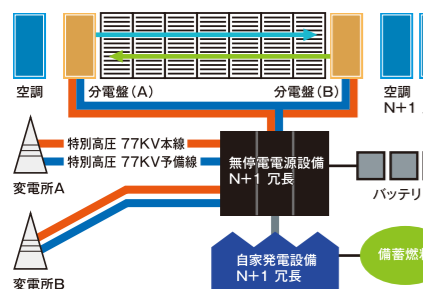 空調
分電盤(A)
分電盤(B)
空調
N+1
特別高圧 77KV本線
特別高圧 77KV予備線
変電所A
無停電電源設備
N+1 冗長
バッテリ
変電所B
自家発電設備
N+1 冗長
備蓄燃料